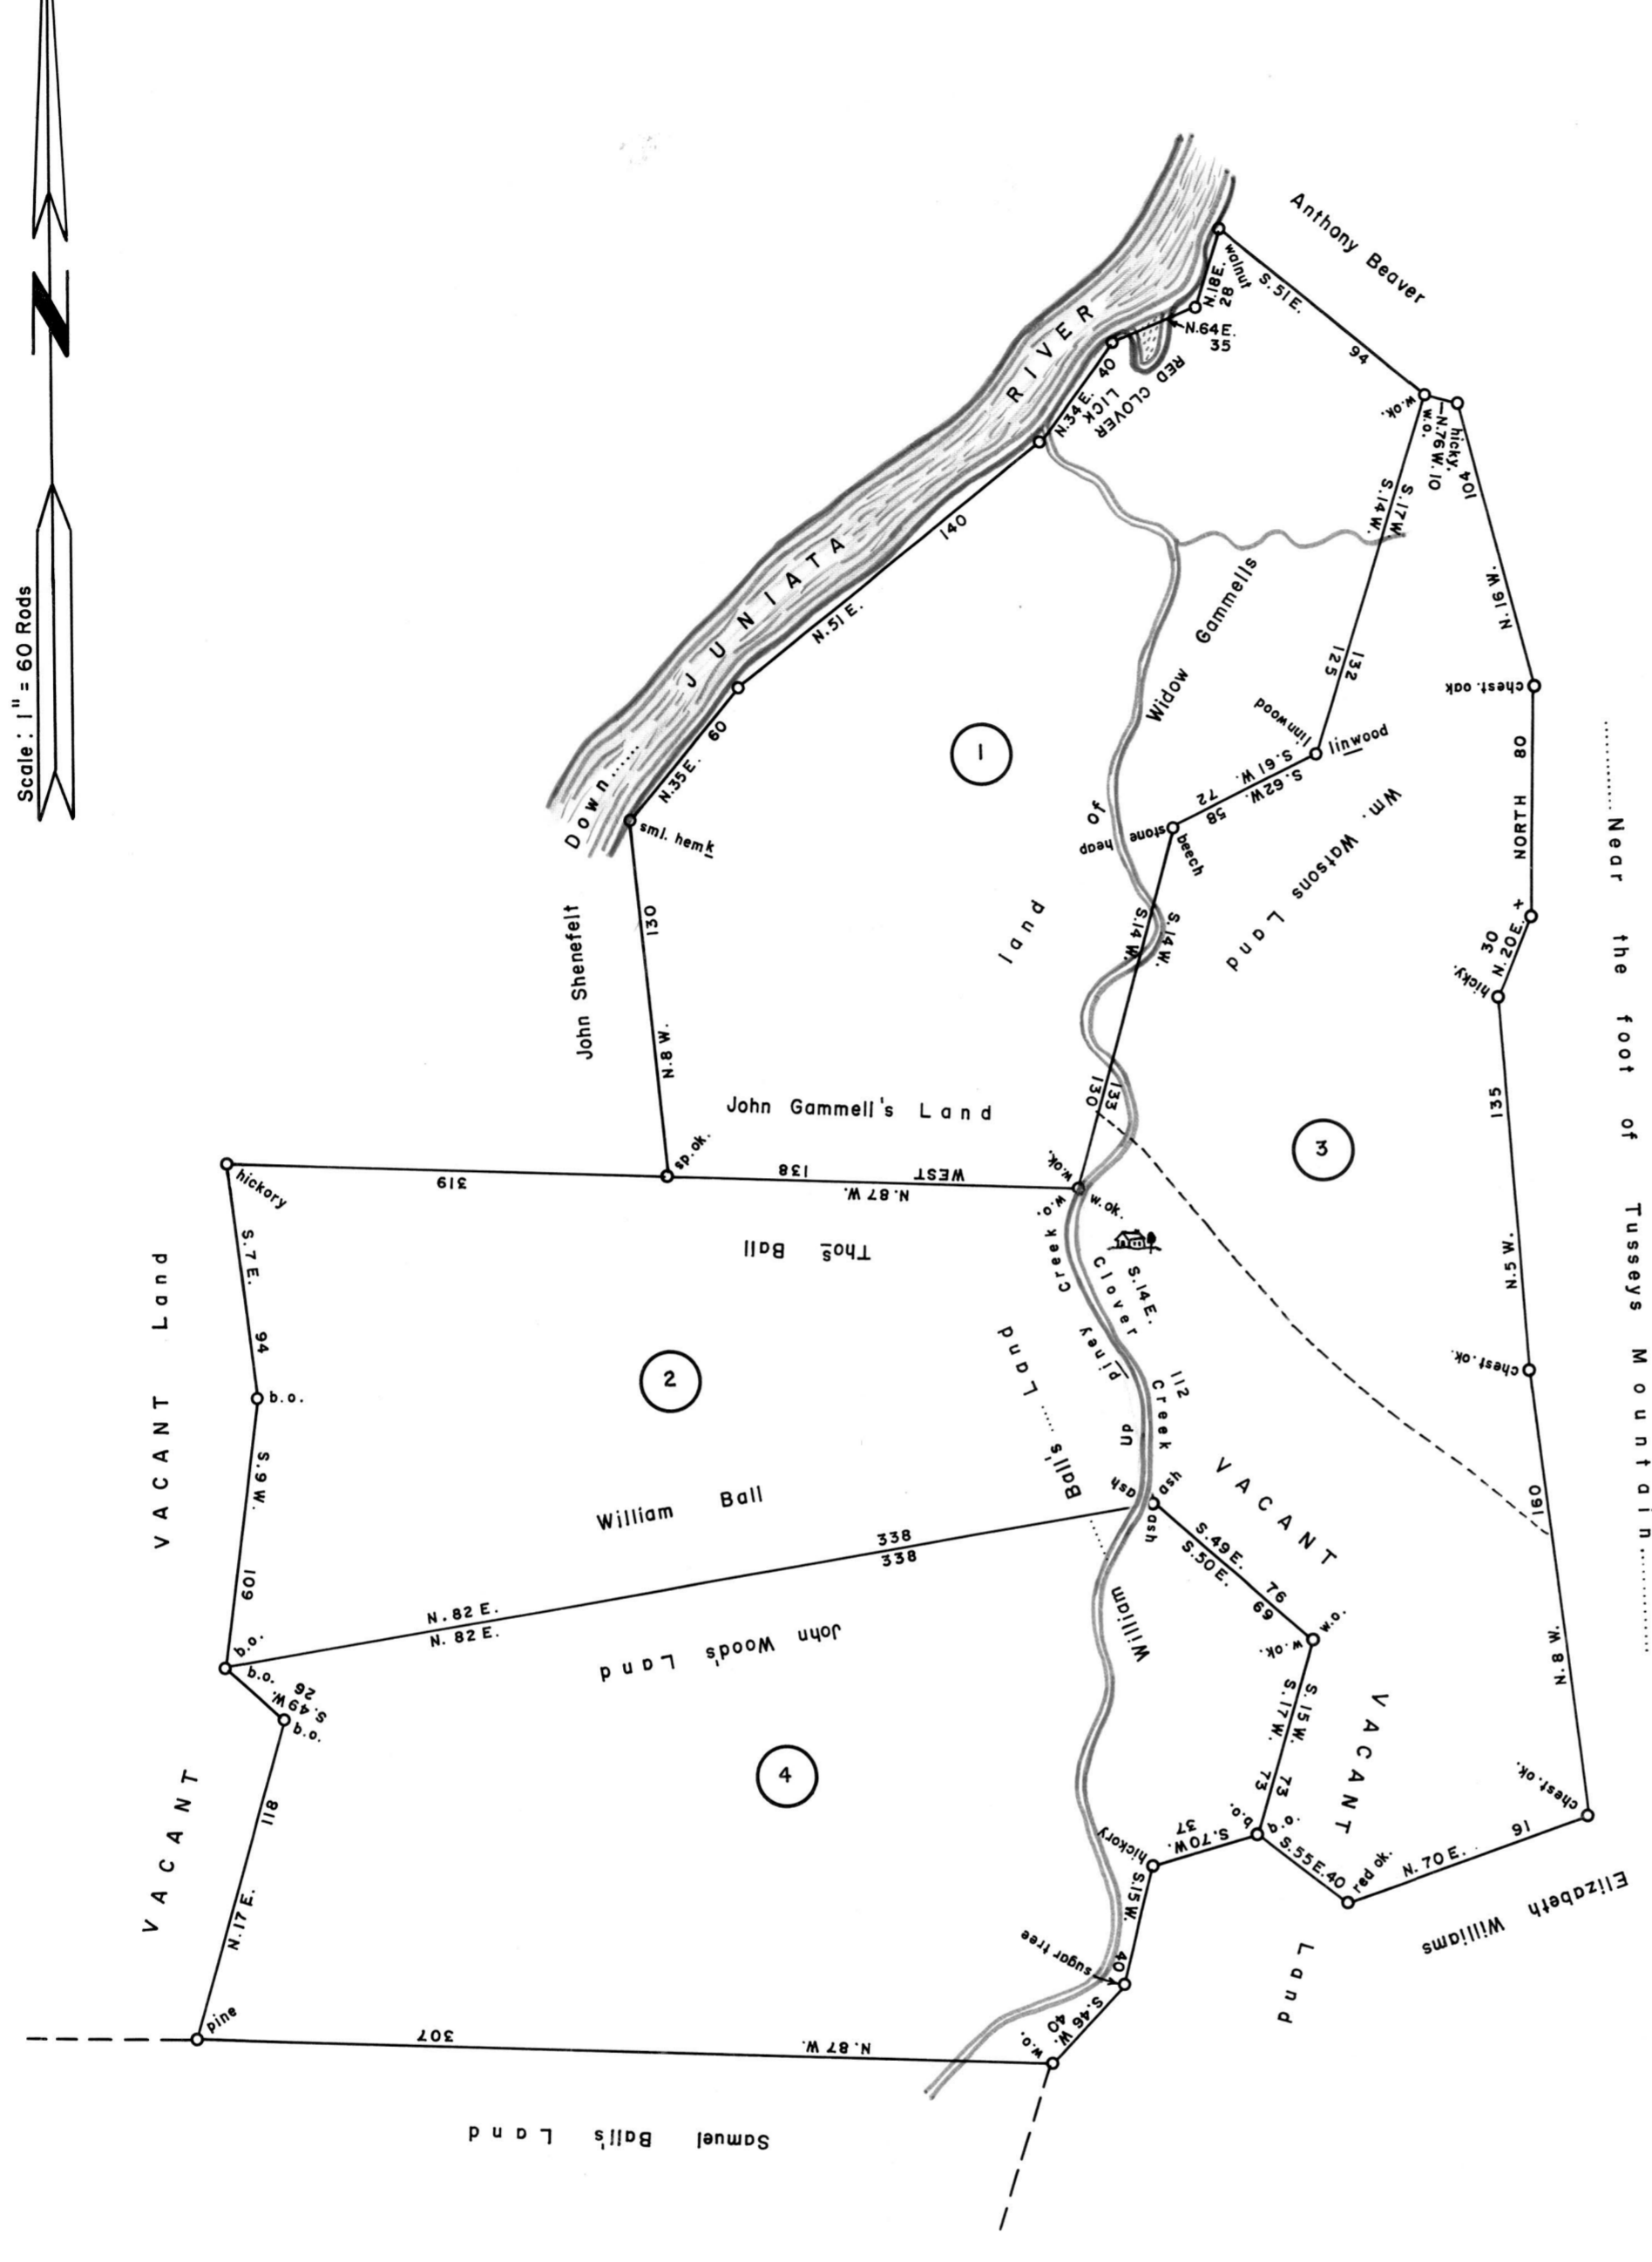 N
Scale : 1" = 60 Rods
Anthony Beaver
walnut
N.18E.
28
S.51E.
94
N.64E.
35
RED CLOVER
LICK
RIVER
40
N.34E.
w.ok.
w.o.
N.76W. 10
hicky.
104
S.17W.
S.14W.
140
N.16W.
JUNIATA
N.51E.
Gammells
Widow
132
125
chest. oak
linnwood
linwood
80
60
1
S.61W.
S.62W.
72
58
N.35E.
Down......
sml. hemk
of
stone
heap
beech
Wm. Watsons Land
NORTH
..........Near the foot of Tusseys Mountain..........
x
30
N.20E.
hicky.
land
S.14W.
S.14W.
John Shenefelt
130
N.8W.
133
130
135
John Gammell's Land
3
sp.ok.
w.ok.
hickory
319
138
WEST
N.87W.
w.o.
w.ok.
Thos Ball
S.7E.
Creek
Clover
S.14E.
N.5W.
VACANT Land
94
Piney
Ball's...... Land
chest. ok.
2
112
Creek
b.o.
Up
S.9W.
VACANT
William Ball
ash
ash
ash
160
338
338
S.49E.
S.50E.
......
109
76
69
N. 82 E.
N. 82 E.
William
John Wood's Land
w.o.
w.ok.
b.o.
b.o.
26
S.49W.
b.o.
N.8W.
S.15W.
S.17W.
VACANT
4
73
73
VACANT
chest. ok.
118
b.o.
b.o.
hickory
37
S.70W.
S.55E.40
red ok.
N.70E.
91
S.15W.
Elizabeth Williams
N.17E.
sugar tree
40
Land
S.46W.
40
pine
w.o.
307
N. 87 W.
Samuel Ball's Land